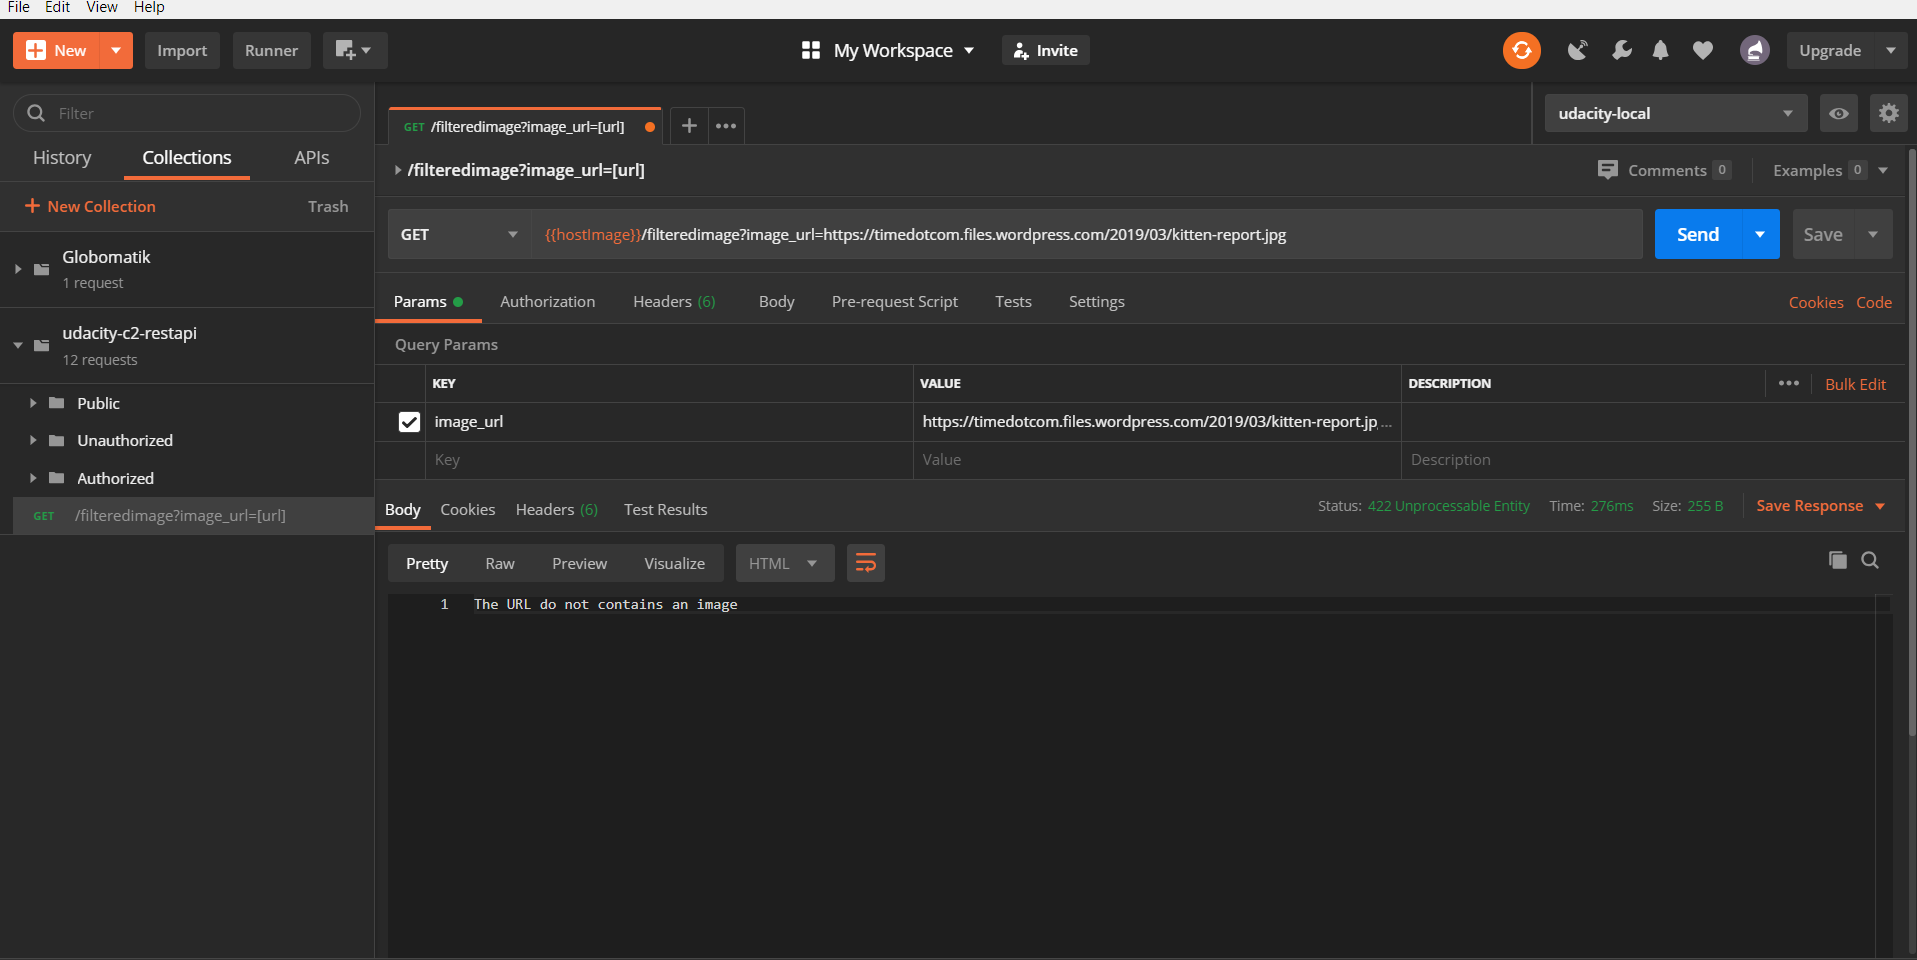 File Edit View Help
New Import Runner My Workspace Invite Upgrade
Filter
History Collections APIs
New Collection Trash
Globomatik
1 request
udacity-c2-restapi
12 requests
Public
Unauthorized
Authorized
GET /filteredimage?image_url=[url]
GET /filteredimage?image_url=[url] udacity-local
/filteredimage?image_url=[url] Comments 0 Examples 0
GET {{hostImage}}/filteredimage?image_url=https://timedotcom.files.wordpress.com/2019/03/kitten-report.jpg Send Save
Params Authorization Headers (6) Body Pre-request Script Tests Settings Cookies Code
Query Params
KEY VALUE DESCRIPTION Bulk Edit
image_url https://timedotcom.files.wordpress.com/2019/03/kitten-report.jp...
Key Value Description
Body Cookies Headers (6) Test Results Status: 422 Unprocessable Entity Time: 276ms Size: 255 B Save Response
Pretty Raw Preview Visualize HTML
1 The URL do not contains an image